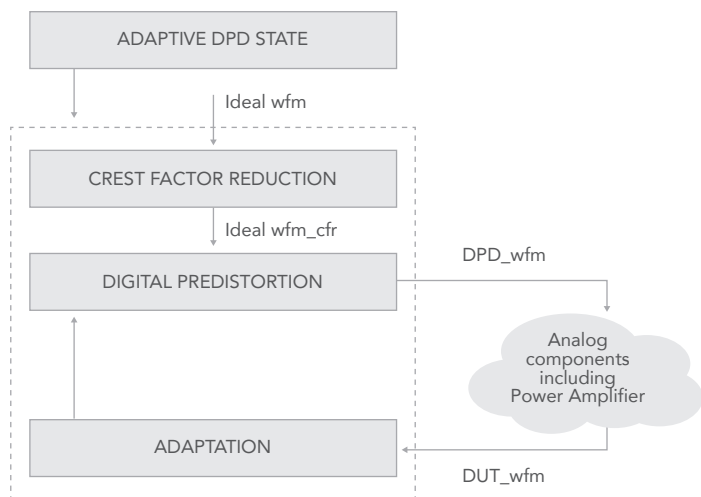 ADAPTIVE DPD STATE
Ideal wfm
CREST FACTOR REDUCTION
Ideal wfm_cfr
DPD_wfm
DIGITAL PREDISTORTION
Analog
components
including
Power Amplifier
ADAPTATION
DUT_wfm